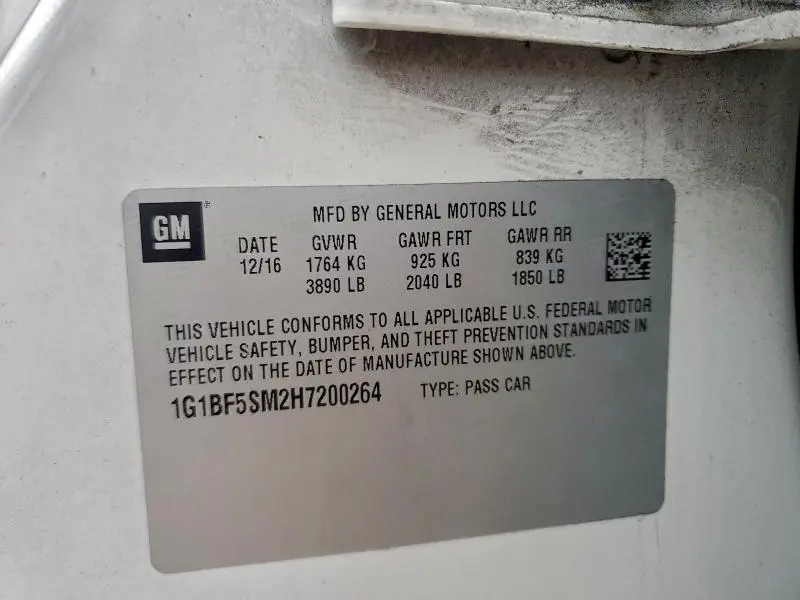 GM®
MFD BY GENERAL MOTORS LLC
DATE GVWR GAWR FRT GAWR RR
12/16 1764 KG 925 KG 839 KG
3890 LB 2040 LB 1850 LB
THIS VEHICLE CONFORMS TO ALL APPLICABLE U.S. FEDERAL MOTOR
VEHICLE SAFETY, BUMPER, AND THEFT PREVENTION STANDARDS IN
EFFECT ON THE DATE OF MANUFACTURE SHOWN ABOVE.
1G1BF5SM2H7200264 TYPE: PASS CAR